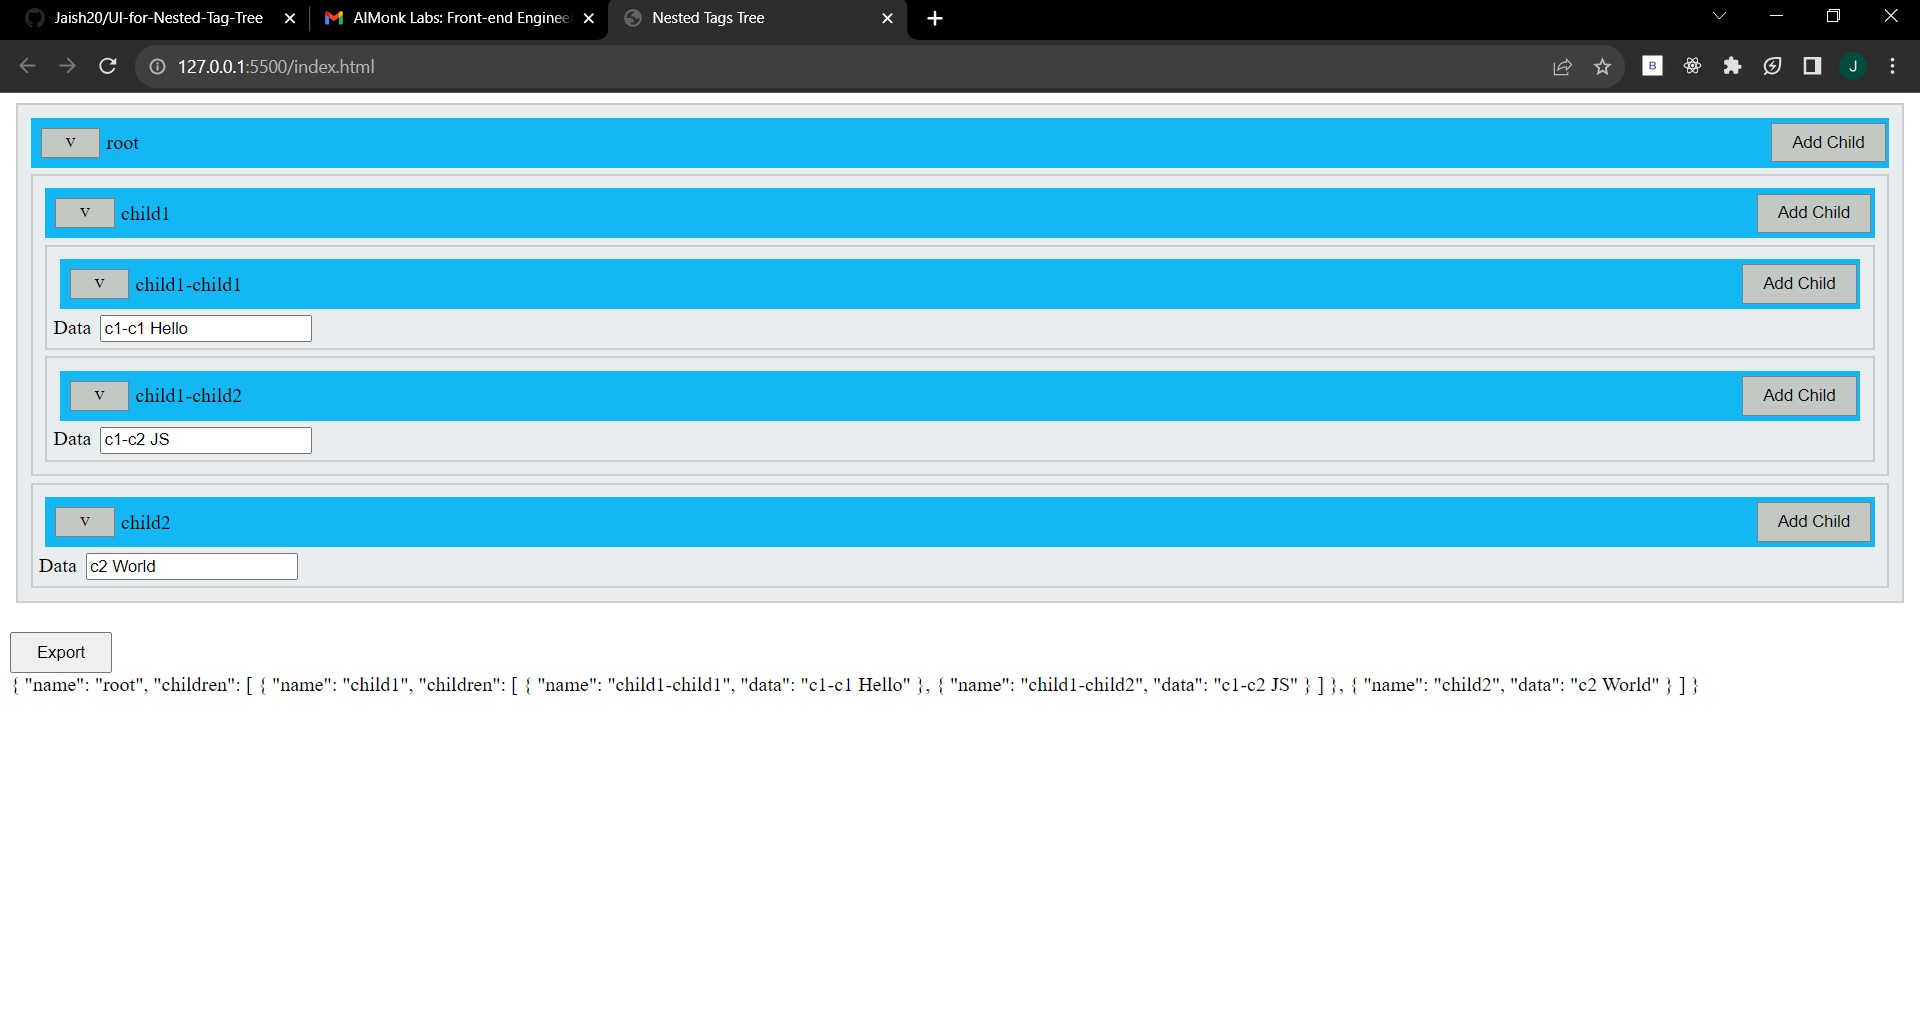 Jaish20/UI-for-Nested-Tag-Tree AIMonk Labs: Front-end Enginee Nested Tags Tree
127.0.0.1:5500/index.html B J
v root Add Child
v child1 Add Child
v child1-child1 Add Child
Data c1-c1 Hello
v child1-child2 Add Child
Data c1-c2 JS
v child2 Add Child
Data c2 World
Export
{ "name": "root", "children": [ { "name": "child1", "children": [ { "name": "child1-child1", "data": "c1-c1 Hello" }, { "name": "child1-child2", "data": "c1-c2 JS" } ] }, { "name": "child2", "data": "c2 World" } ] }